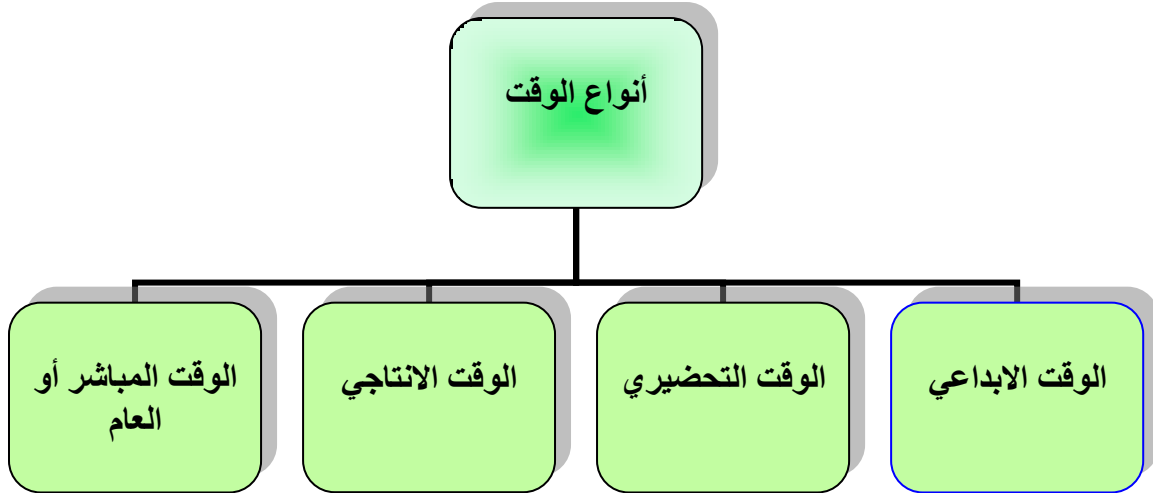 أنواع الوقت
الوقت الابداعي
الوقت التحضيري
الوقت الانتاجي
الوقت المباشر أو
العام